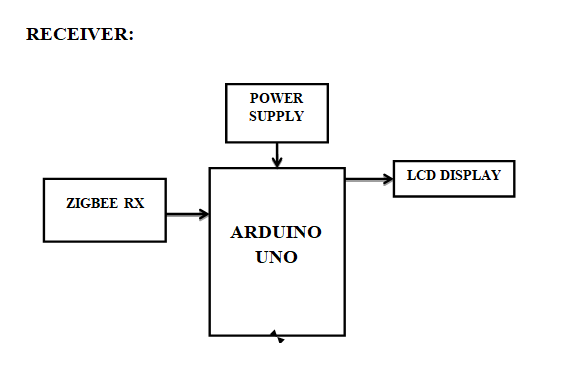 RECEIVER:
POWER
SUPPLY
LCD DISPLAY
ZIGBEE RX
ARDUINO
UNO